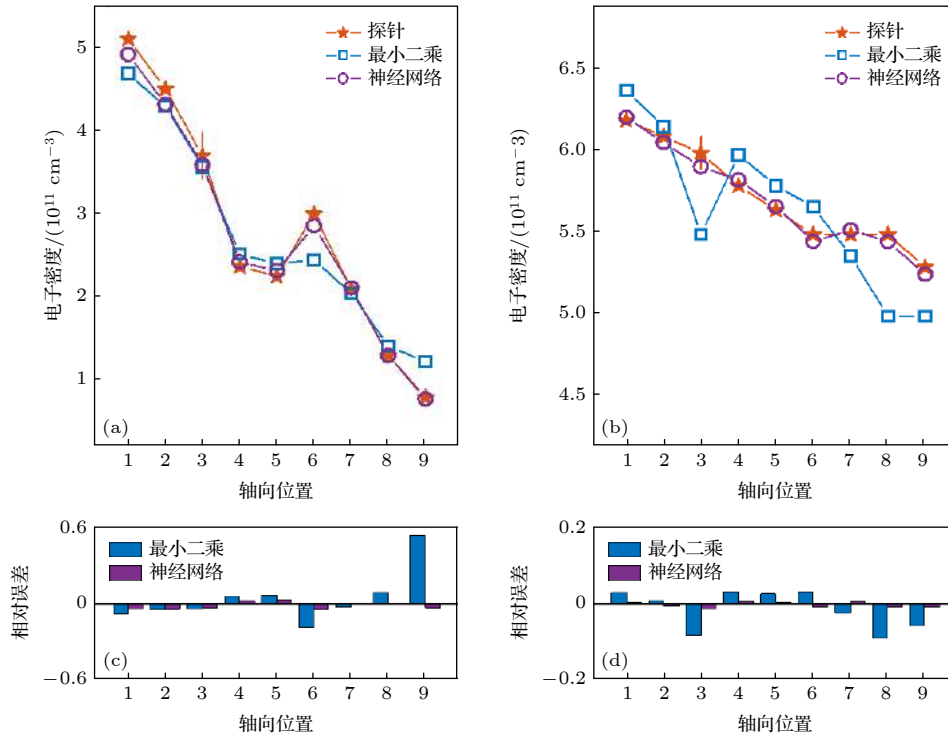 探针
最小二乘
神经网络
5
4
3
2
1
电子密度/(10¹¹ cm⁻³)
(a)
1 2 3 4 5 6 7 8 9
轴向位置
探针
最小二乘
神经网络
6.5
6.0
5.5
5.0
4.5
电子密度/(10¹¹ cm−3)
(b)
1 2 3 4 5 6 7 8 9
轴向位置
0.6
0
−0.6
相对误差
最小二乘
神经网络
(c)
1 2 3 4 5 6 7 8 9
轴向位置
0.2
0
−0.2
相对误差
最小二乘
神经网络
(d)
1 2 3 4 5 6 7 8 9
轴向位置